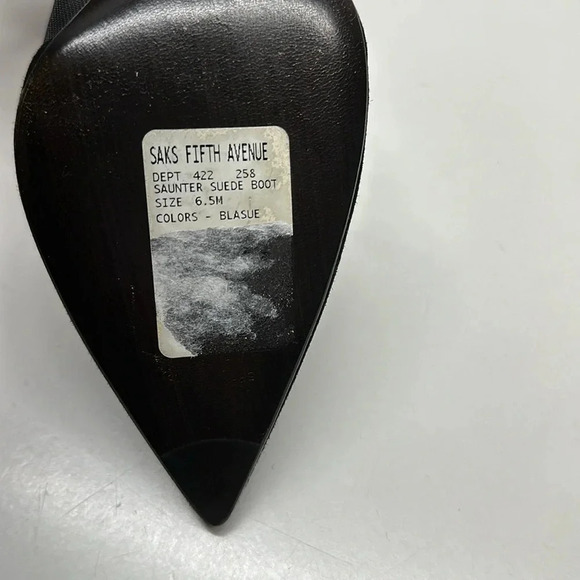 SAKS FIFTH AVENUE
DEPT 422 258
SAUNTER SUEDE BOOT
SIZE 6.5M
COLORS - BLASUE